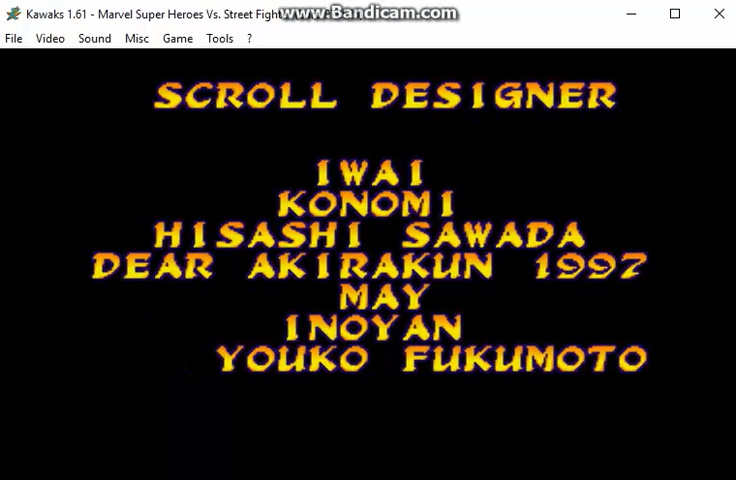 Kawaks 1.61 - Marvel Super Heroes Vs. Street Fight
www.Bandicam.com
File Video Sound Misc Game Tools ?
SCROLL DESIGNER
IWAI
KONOMI
HISASHI SAWADA
DEAR AKIRAKUN 1997
MAY
INOYAN
YOUKO FUKUMOTO